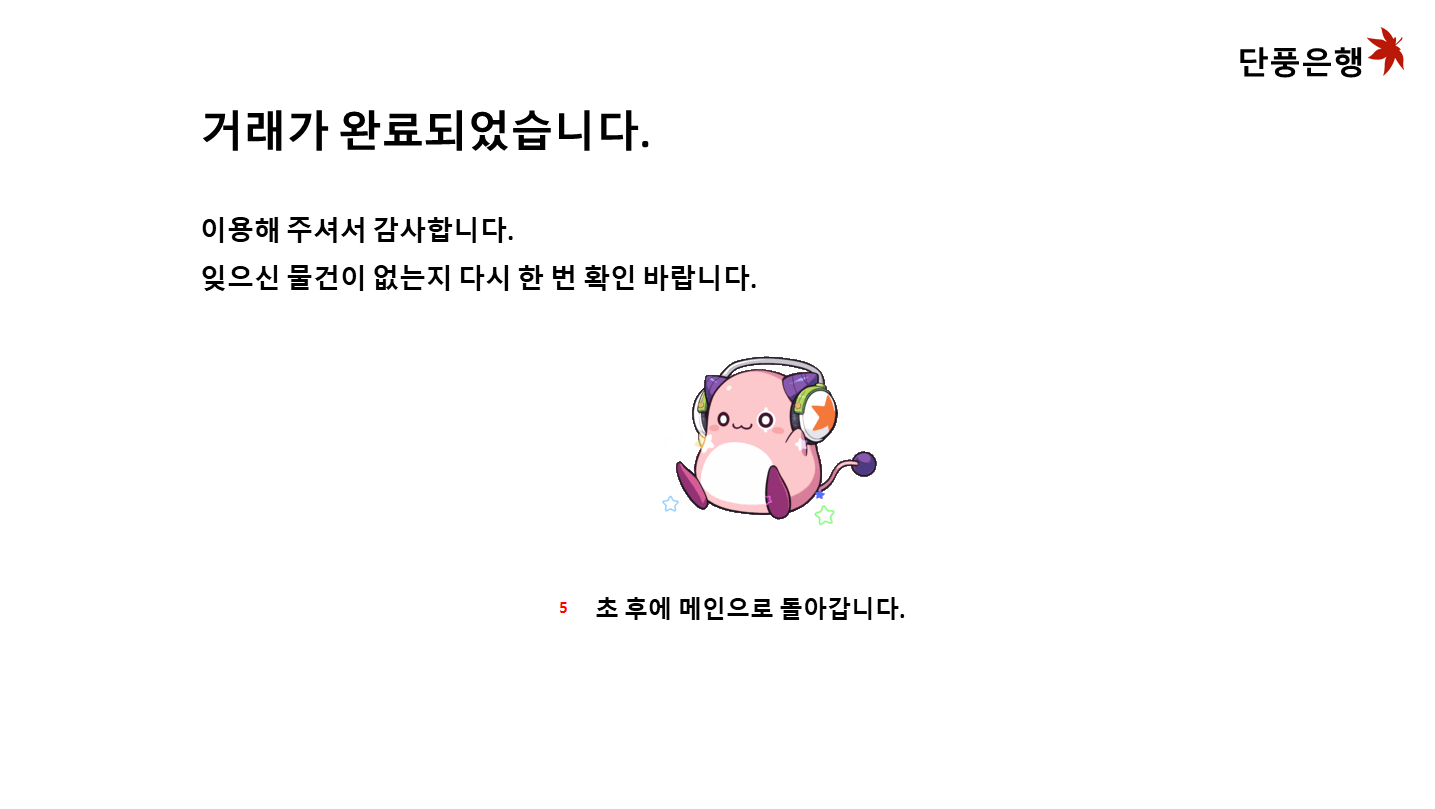 단풍은행
거래가 완료되었습니다.
이용해 주셔서 감사합니다.
잊으신 물건이 없는지 다시 한 번 확인 바랍니다.
5 초 후에 메인으로 돌아갑니다.